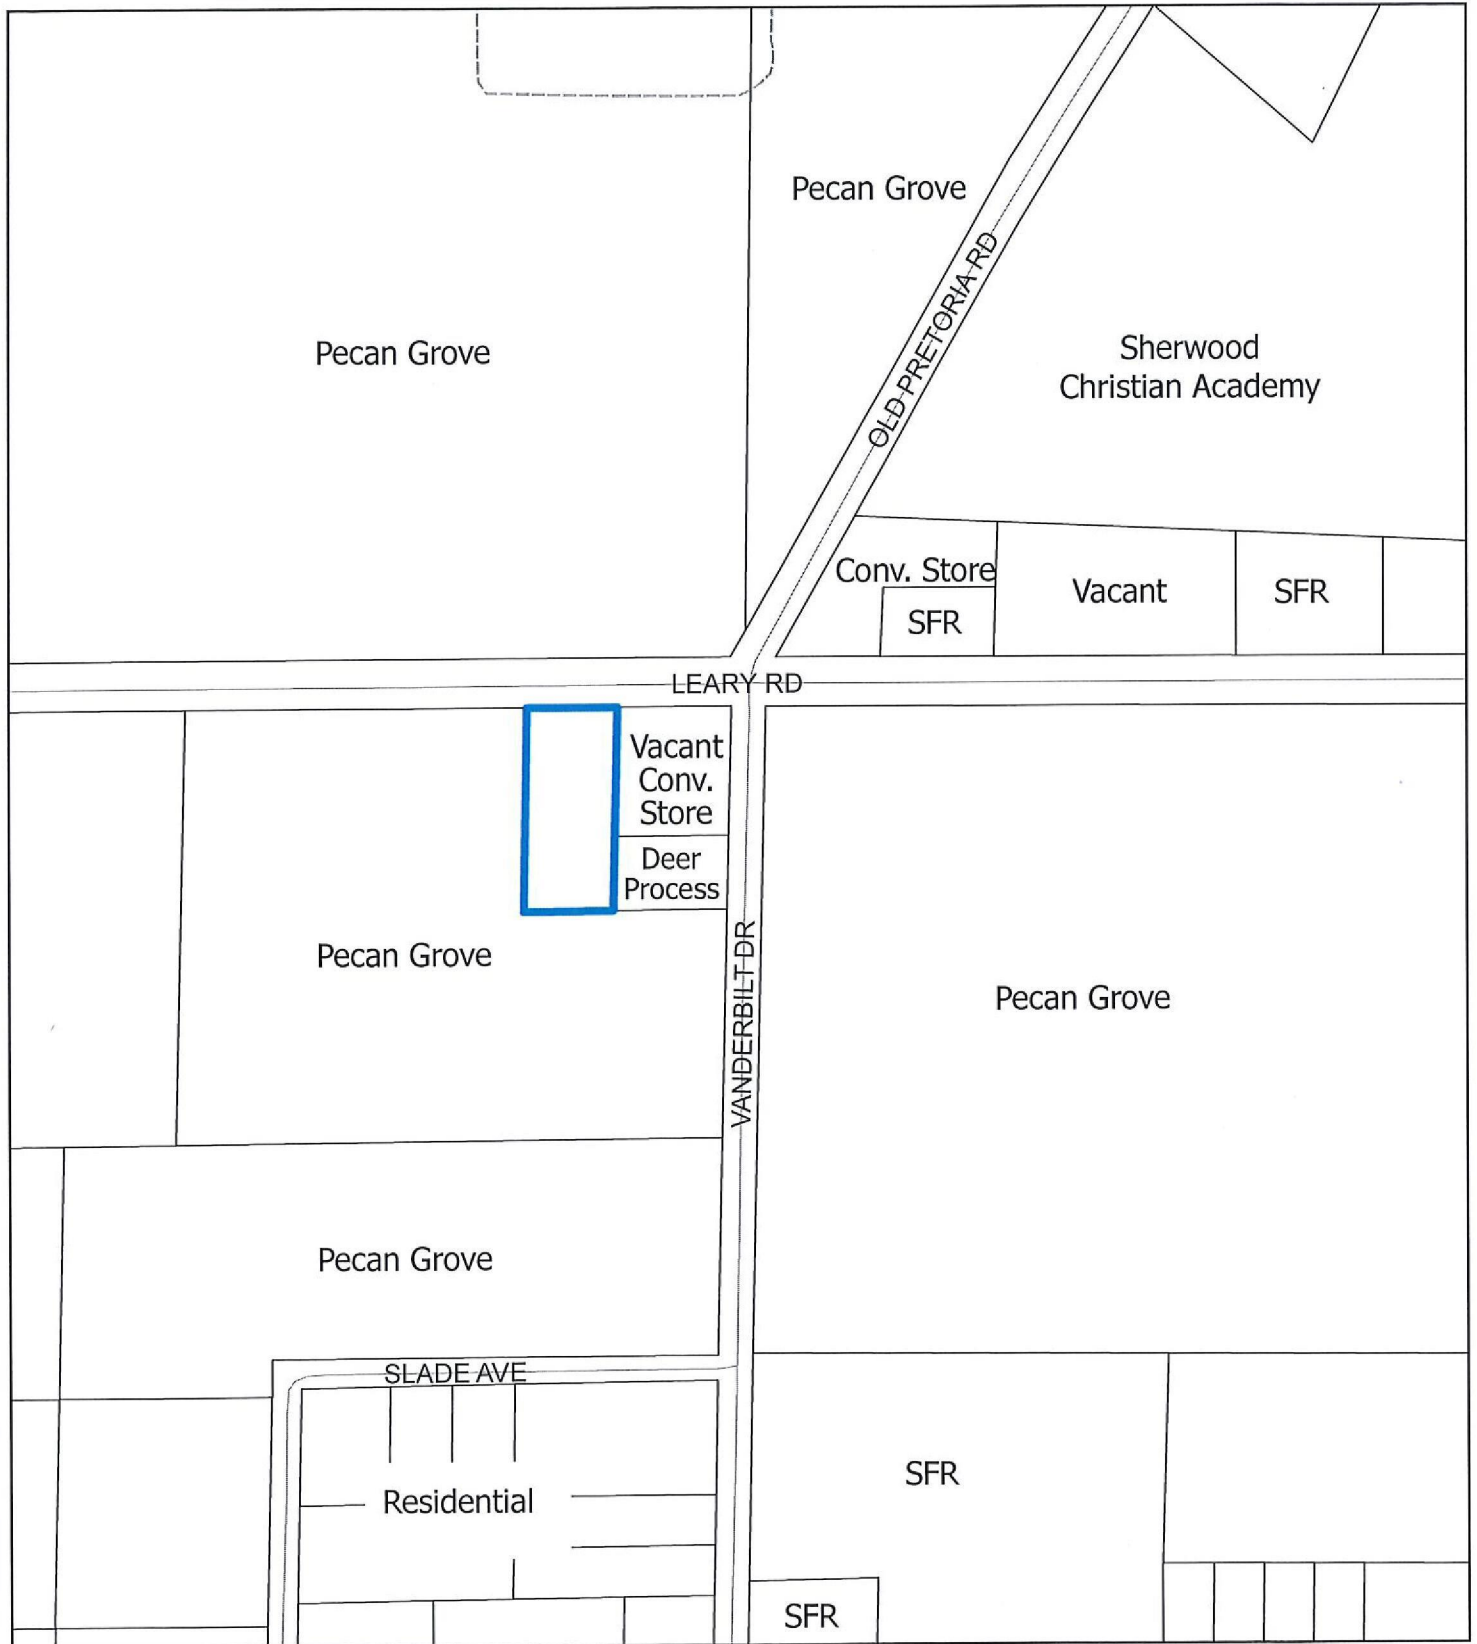 Pecan Grove
Pecan Grove
OLD PRETORIA RD
Sherwood
Christian Academy
Conv. Store
SFR
Vacant
SFR
LEARY RD
Vacant
Conv.
Store
Deer
Process
Pecan Grove
VANDERBILT DR
Pecan Grove
Pecan Grove
SLADE AVE
Residential
SFR
SFR